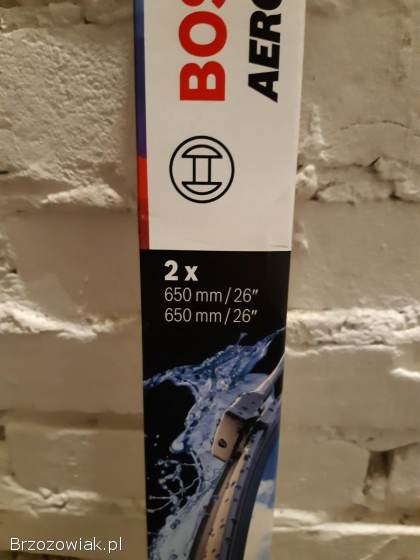 BOS
AERO
2 x
650 mm / 26"
650 mm / 26"
Brzozowiak.pl